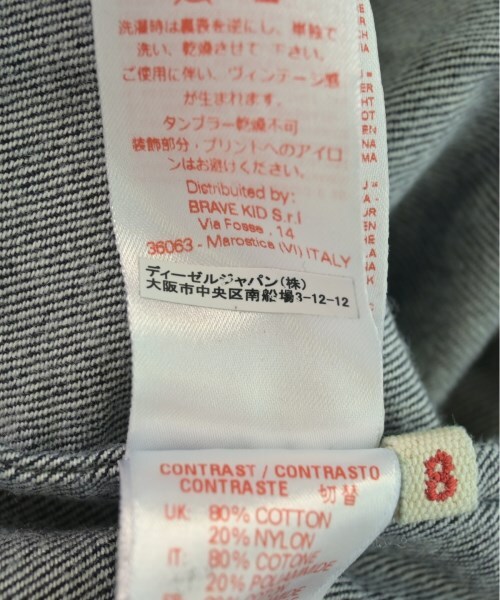 洗濯時は裏表を逆にし、単独で
洗い、乾燥させて下さい。
ご使用に伴い、ヴィンテージ感
が生まれます。
タンブラー乾燥不可
装飾部分・プリントへのアイロ
ンはお避けください。
Distribuited by:
BRAVE KID S.r.l
Via Fosse . 14
36063 - Marostica (VI) ITALY
ディーゼルジャパン(株)
大阪市中央区南船場3-12-12
CONTRAST / CONTRASTO
CONTRASTE 切替
UK: 80% COTTON
20% NYLON
IT: 80% COTONE
20% POLIAMMIDE
8